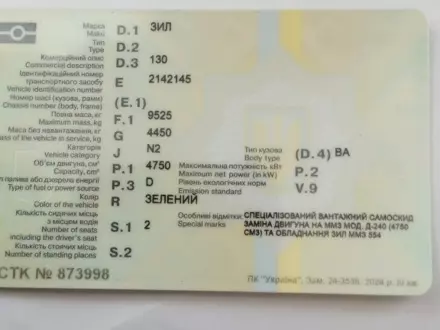 Марка
Make D.1 ЗИЛ
Тип
Type D.2
Комерційний опис
Commercial description D.3 130
Ідентифікаційний номер
транспортного засобу E 2142145
Vehicle identification number
Номер шасі (кузова, рами)
Chassis number (body, frame) (E.1)
Повна маса, кг
Maximum mass, kg F.1 9525
Маса без навантаження, кг G 4450
of the vehicle in service, kg
Категорія
Vehicle category J N2 Тип кузова
Body type (D.4) ВА
Об'єм двигуна, см³
Capacity, cm³ P.1 4750 Максимальна потужність кВт
Maximum net power (in kW) P.2
палива або джерело енергії
Type of fuel or power source P.3 D Рівень екологічних норм
Emission standard V.9
Колір
Color of the vehicle R ЗЕЛЕНИЙ
Кількість сидячих місць
з місцем водія
Number of seats
including the driver's seat S.1 2 Особливі відмітки
Special marks СПЕЦІАЛІЗОВАНИЙ ВАНТАЖНИЙ САМОСКИД
ЗАМІНА ДВИГУНА НА ММЗ МОД. Д-240 (4750
СМ3) ТА ОБЛАДНАННЯ ЗИЛ ММЗ 554
Кількість стоячих місць
Number of standing S.2
СТК № 873998
ПК "Україна", Зам. 2024 р.